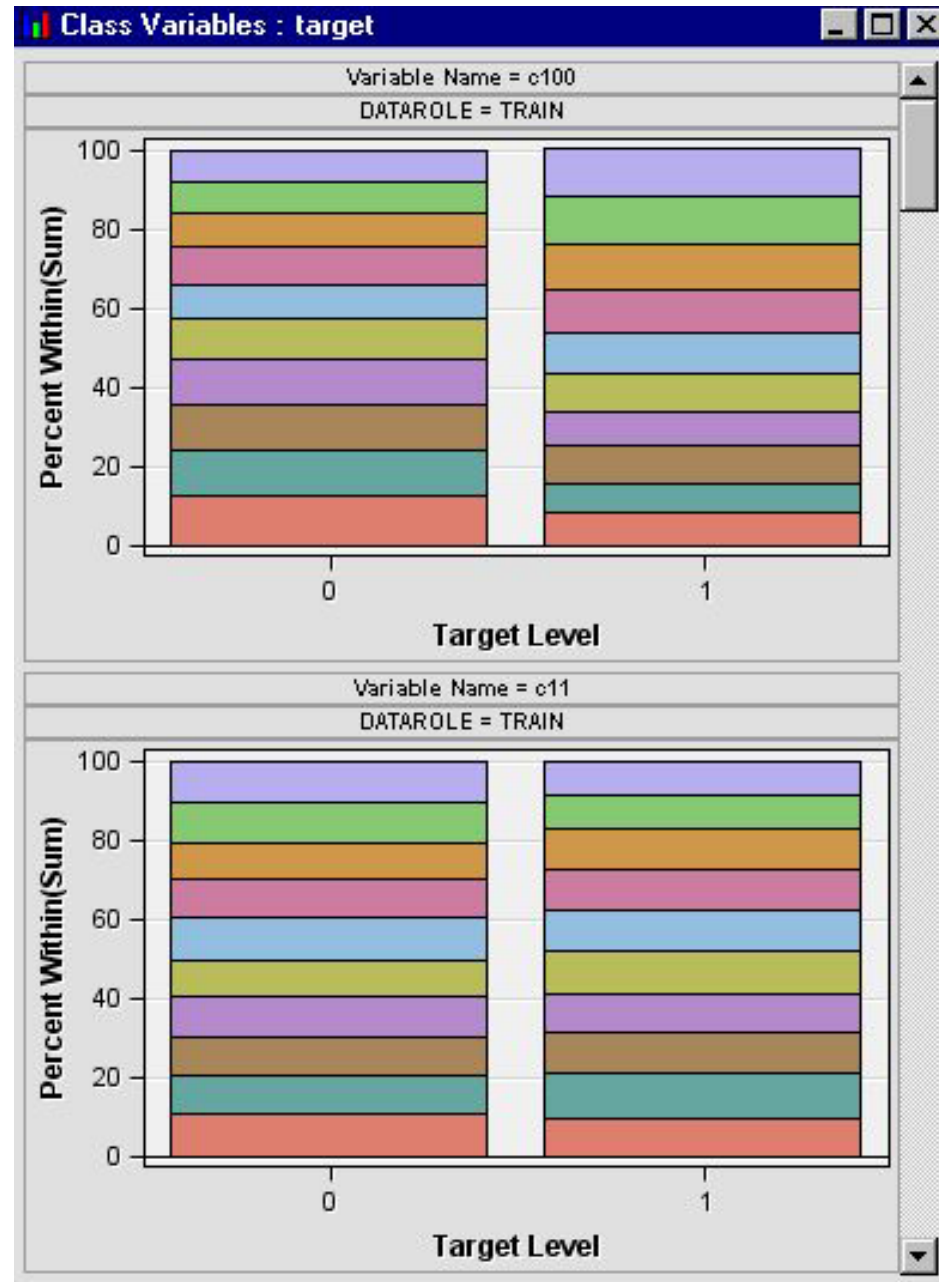 Class Variables : target
Variable Name = c100
DATAROLE = TRAIN
100
80
60
40
20
0
Percent Within(Sum)
0 1
Target Level
Variable Name = c11
DATAROLE = TRAIN
100
80
60
40
20
0
Percent Within(Sum)
0 1
Target Level